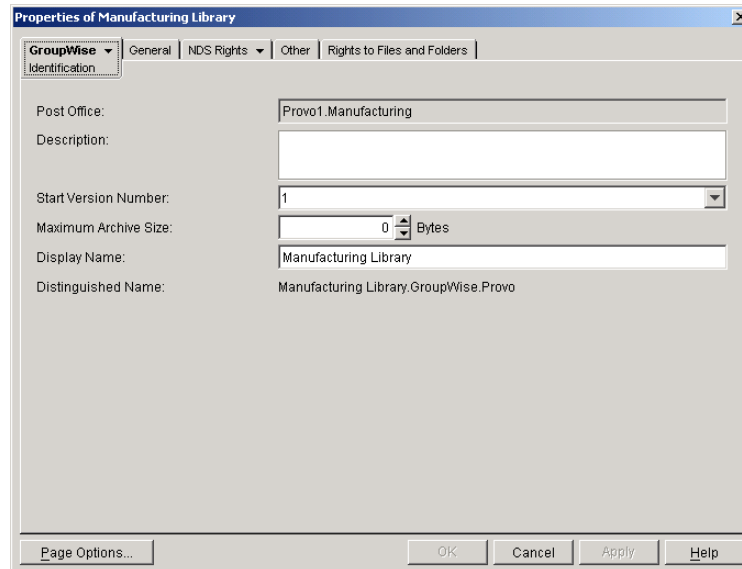 Properties of Manufacturing Library
GroupWise General NDS Rights Other Rights to Files and Folders
Identification
Post Office: Provo1.Manufacturing
Description:
Start Version Number: 1
Maximum Archive Size: 0 Bytes
Display Name: Manufacturing Library
Distinguished Name: Manufacturing Library.GroupWise.Provo
Page Options... OK Cancel Apply Help